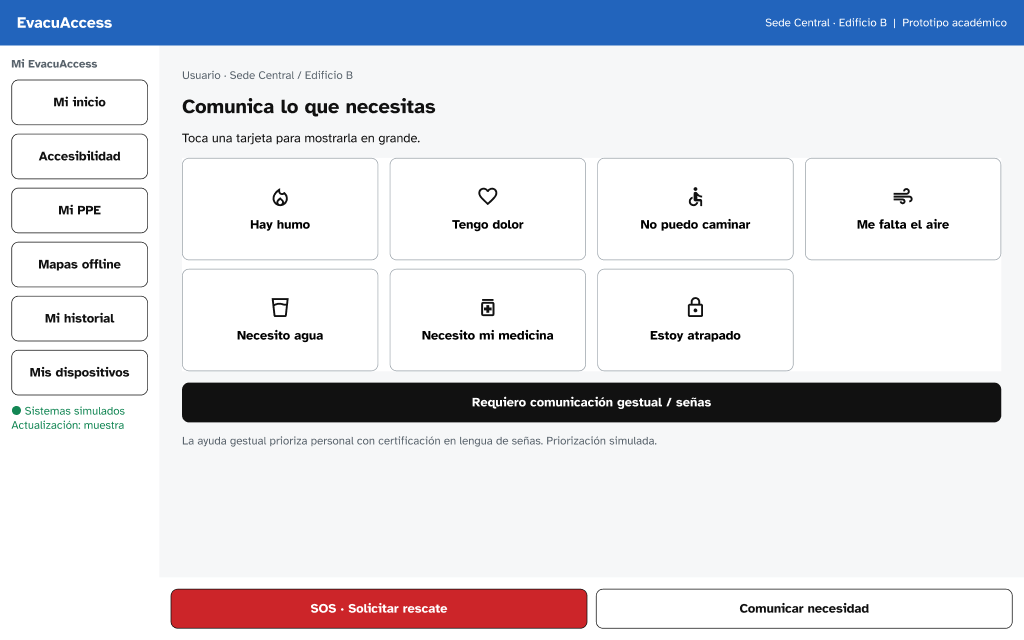 EvacuAccess
Sede Central · Edificio B | Prototipo académico
Mi EvacuAccess
Mi inicio
Accesibilidad
Mi PPE
Mapas offline
Mi historial
Mis dispositivos
Sistemas simulados
Actualización: muestra
Usuario · Sede Central / Edificio B
Comunica lo que necesitas
Toca una tarjeta para mostrarla en grande.
Hay humo
Tengo dolor
No puedo caminar
Me falta el aire
Necesito agua
Necesito mi medicina
Estoy atrapado
Requiero comunicación gestual / señas
La ayuda gestual prioriza personal con certificación en lengua de señas. Priorización simulada.
SOS · Solicitar rescate
Comunicar necesidad